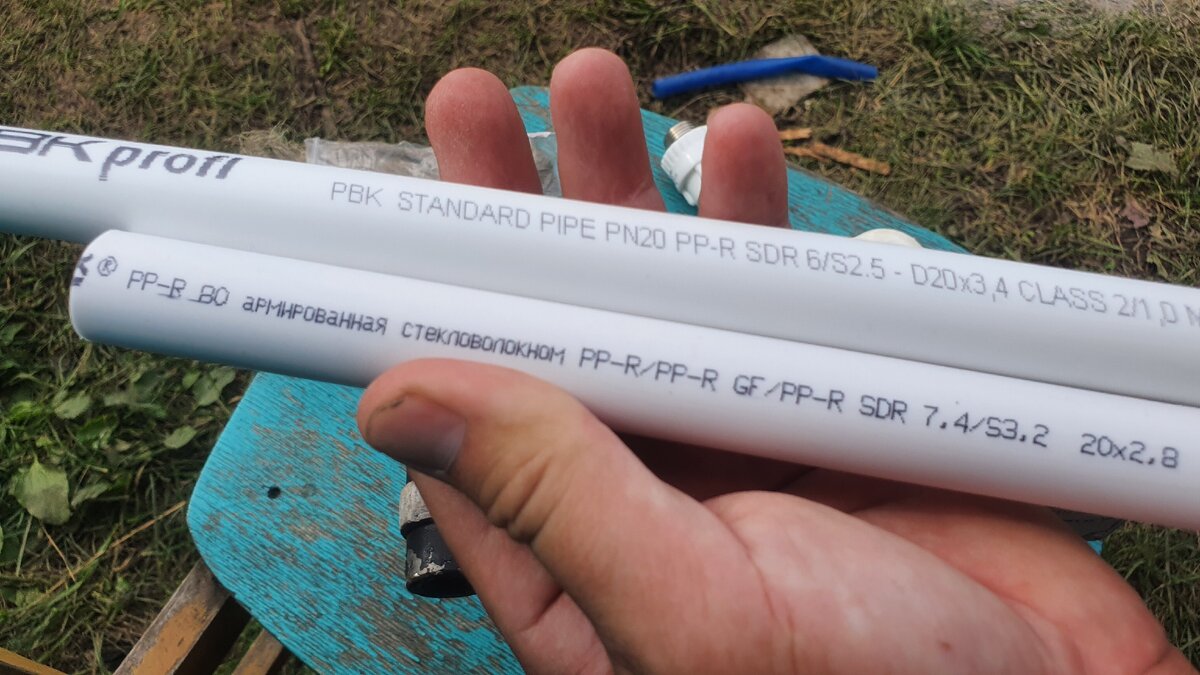 profi PBK STANDARD PIPE PN20 PP-R SDR 6/S2.5 - D20x3,4 CLASS 2/1,0
® PP-R 80 армированная стекловолокном PP-R/PP-R GF/PP-R SDR 7.4/S3.2 20x2.8